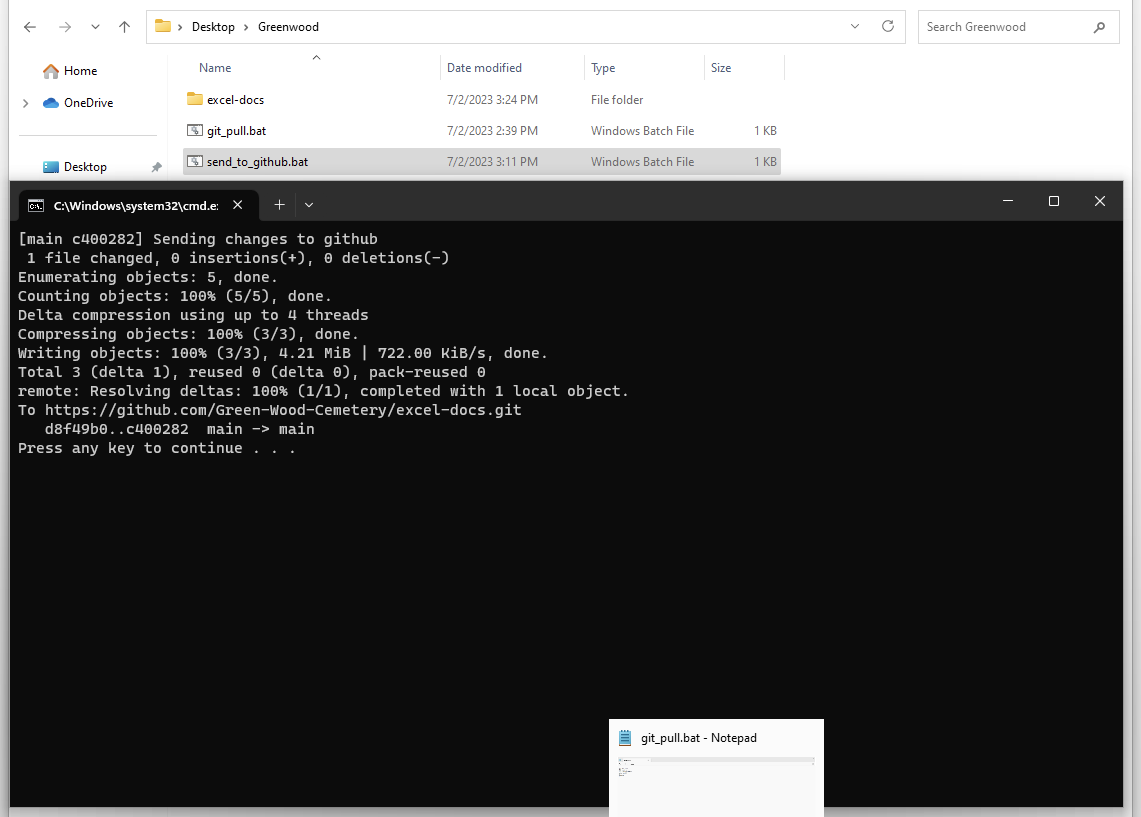 Desktop > Greenwood
Search Greenwood
Home
OneDrive
Desktop
Name Date modified Type Size
excel-docs 7/2/2023 3:24 PM File folder
git_pull.bat 7/2/2023 2:39 PM Windows Batch File 1 KB
send_to_github.bat 7/2/2023 3:11 PM Windows Batch File 1 KB
C:\Windows\system32\cmd.e:
[main c400282] Sending changes to github
1 file changed, 0 insertions(+), 0 deletions(-)
Enumerating objects: 5, done.
Counting objects: 100% (5/5), done.
Delta compression using up to 4 threads
Compressing objects: 100% (3/3), done.
Writing objects: 100% (3/3), 4.21 MiB | 722.00 KiB/s, done.
Total 3 (delta 1), reused 0 (delta 0), pack-reused 0
remote: Resolving deltas: 100% (1/1), completed with 1 local object.
To https://github.com/Green-Wood-Cemetery/excel-docs.git
d8f49b0..c400282 main -> main
Press any key to continue . . .
git_pull.bat - Notepad